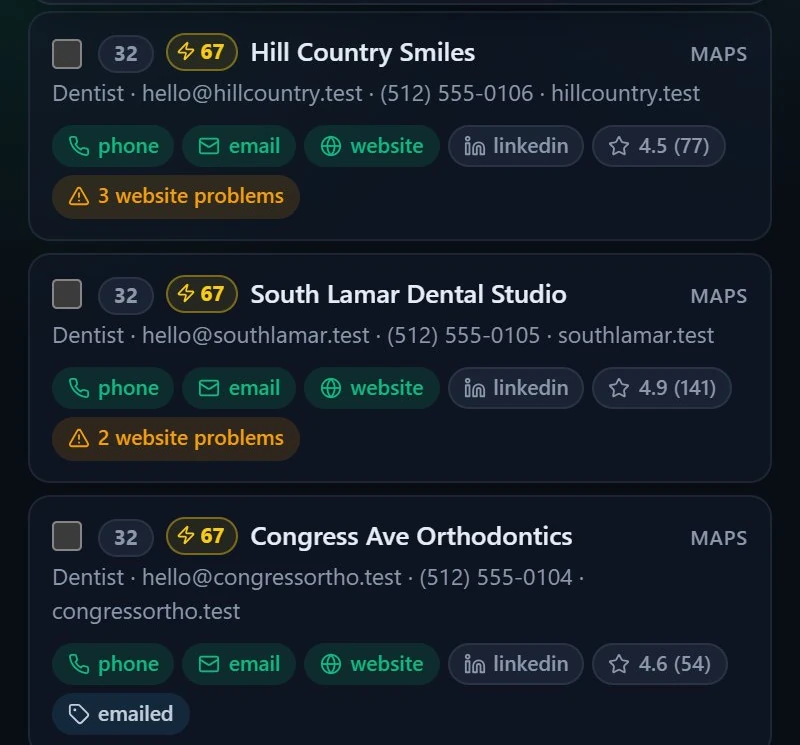 32 67 Hill Country Smiles MAPS
Dentist · hello@hillcountry.test · (512) 555-0106 · hillcountry.test
phone email website linkedin 4.5 (77)
3 website problems
32 67 South Lamar Dental Studio MAPS
Dentist · hello@southlamar.test · (512) 555-0105 · southlamar.test
phone email website linkedin 4.9 (141)
2 website problems
32 67 Congress Ave Orthodontics MAPS
Dentist · hello@congressortho.test · (512) 555-0104 ·
congressortho.test
phone email website linkedin 4.6 (54)
emailed